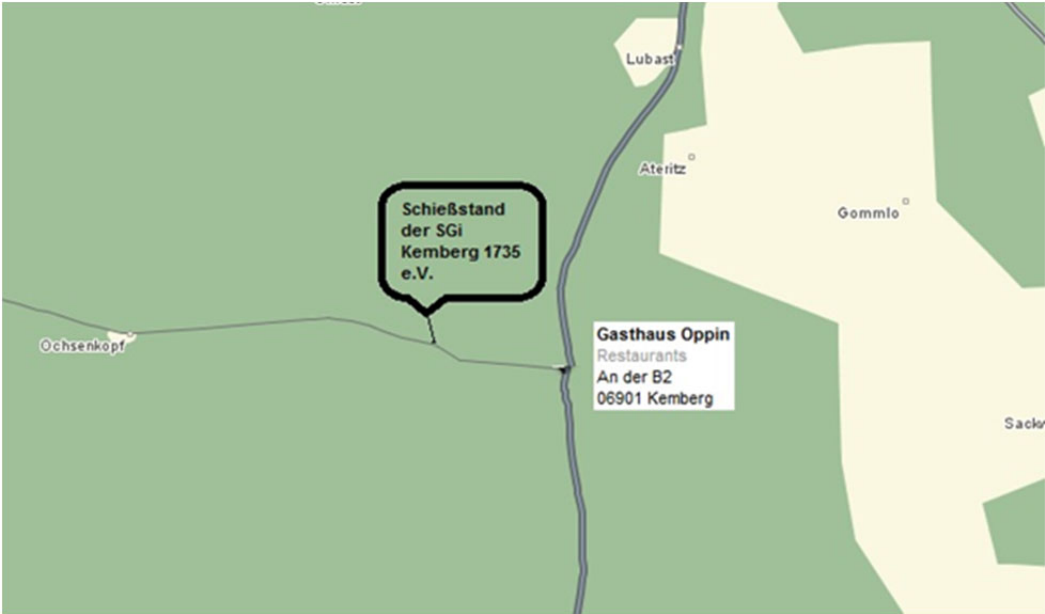 Lubast
Ateritz
Gommlo
Schießstand
der SGi
Kemberg 1735
e.V.
Ochsenkopf
Gasthaus Oppin
Restaurants
An der B2
06901 Kemberg